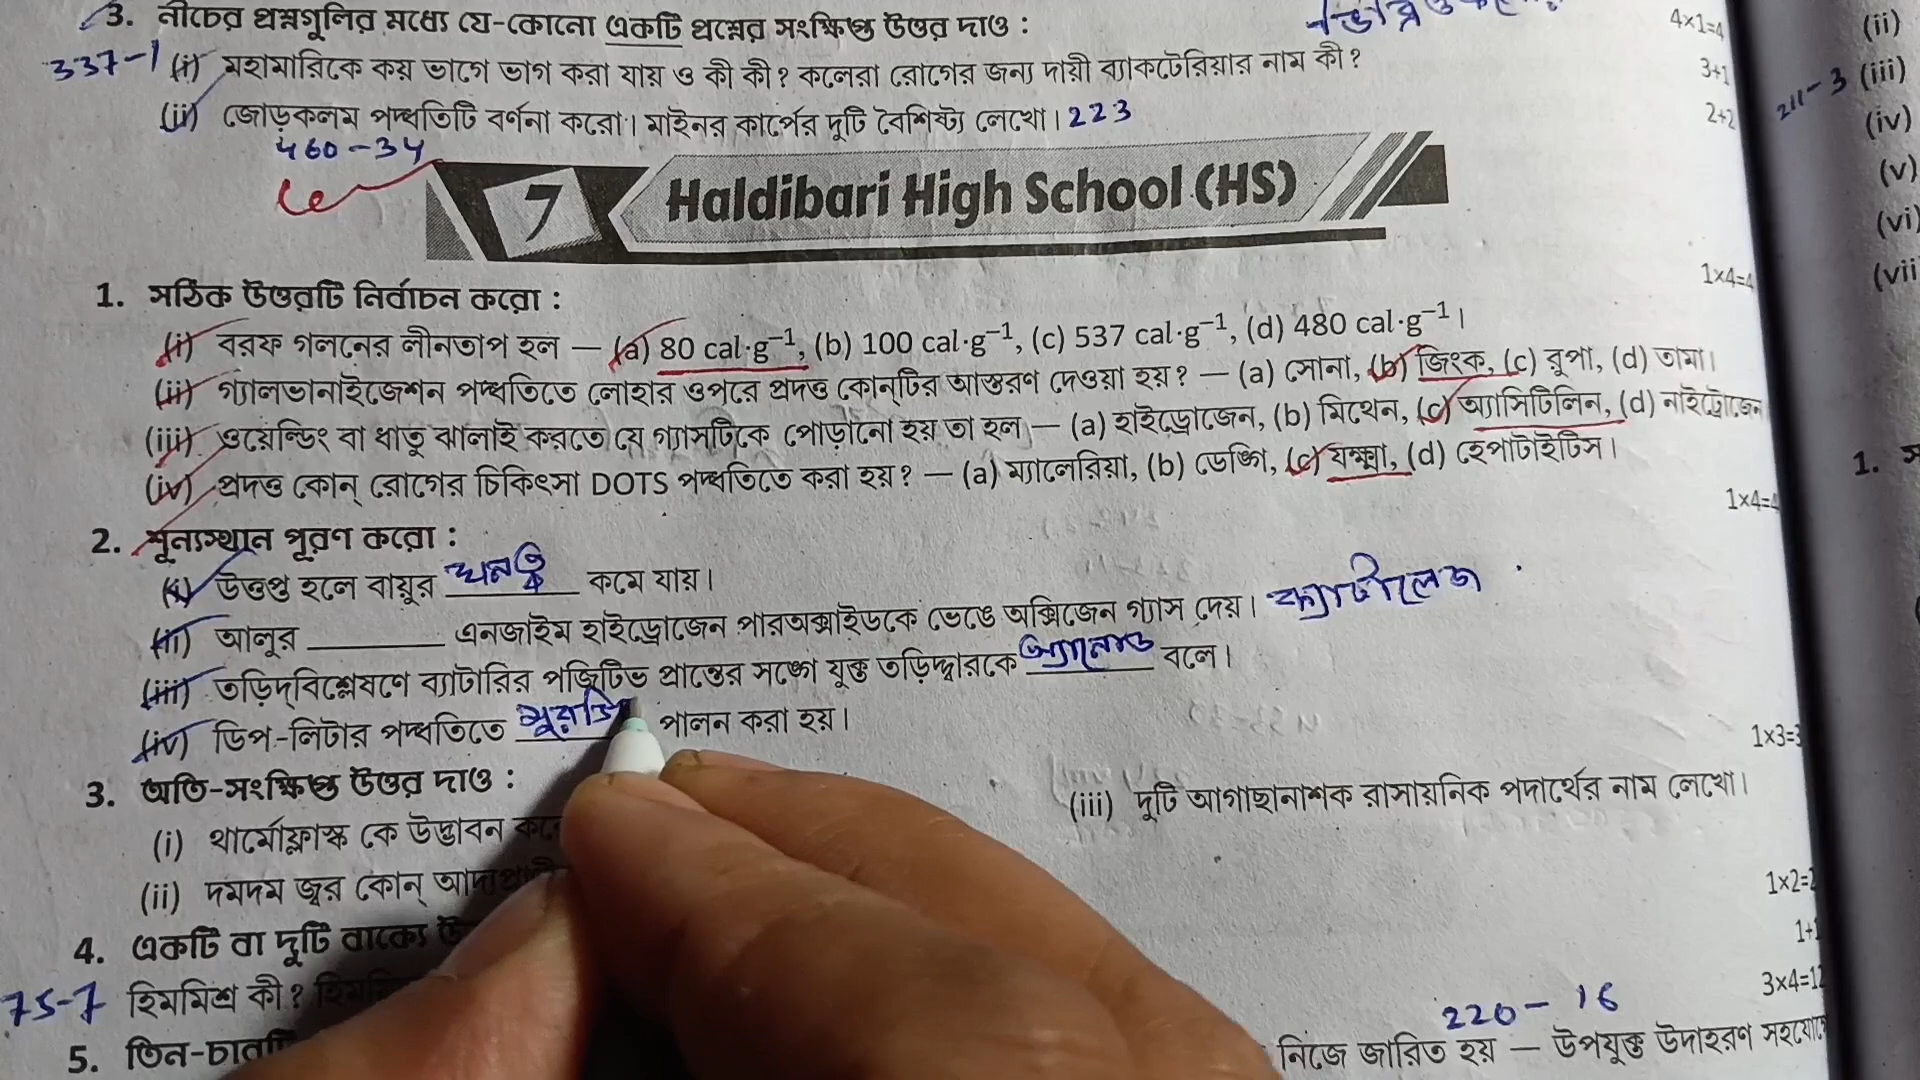 3. নীচের প্রশ্নগুলির মধ্যে যে-কোনো একটি প্রশ্নের সংক্ষিপ্ত উত্তর দাও : 4×1=4
337-1 (i) মহামারিকে কয় ভাগে ভাগ করা যায় ও কী কী? কলেরা রোগের জন্য দায়ী ব্যাকটেরিয়ার নাম কী? 3+1
(ii) জোড়কলম পদ্ধতিটি বর্ণনা করো। মাইনর কার্পের দুটি বৈশিষ্ট্য লেখো। 223 2+2
460-34
7 Haldibari High School (HS)
1. সঠিক উত্তরটি নির্বাচন করো : 1×4=4
(i) বরফ গলনের লীনতাপ হল — (a) 80 cal·g⁻¹, (b) 100 cal·g⁻¹, (c) 537 cal·g⁻¹, (d) 480 cal·g⁻¹।
(ii) গ্যালভানাইজেশন পদ্ধতিতে লোহার ওপরে প্রদত্ত কোন্‌টির আস্তরণ দেওয়া হয়? — (a) সোনা, (b) জিংক, (c) রুপা, (d) তামা।
(iii) ওয়েল্ডিং বা ধাতু ঝালাই করতে যে গ্যাসটিকে পোড়ানো হয় তা হল — (a) হাইড্রোজেন, (b) মিথেন, (c) অ্যাসিটিলিন, (d) নাইট্রোজেন
(iv) প্রদত্ত কোন্ রোগের চিকিৎসা DOTS পদ্ধতিতে করা হয়? — (a) ম্যালেরিয়া, (b) ডেঙ্গি, (c) যক্ষ্মা, (d) হেপাটাইটিস।
2. শূন্যস্থান পূরণ করো : 1×4=4
(i) উত্তপ্ত হলে বায়ুর ঘনত্ব কমে যায়।
(ii) আলুর ________ এনজাইম হাইড্রোজেন পারঅক্সাইডকে ভেঙে অক্সিজেন গ্যাস দেয়। ক্যাটালেজ
(iii) তড়িদ্‌বিশ্লেষণে ব্যাটারির পজিটিভ প্রান্তের সঙ্গে যুক্ত তড়িদ্দ্বারকে অ্যানোড বলে।
(iv) ডিপ-লিটার পদ্ধতিতে পালন করা হয়।
3. অতি-সংক্ষিপ্ত উত্তর দাও : 1×3=3
(i) থার্মোফ্লাস্ক কে উদ্ভাবন
(iii) দুটি আগাছানাশক রাসায়নিক পদার্থের নাম লেখো।
(ii) দমদম জ্বর কোন্
4. একটি বা দুটি বাক্যে 1×2=2
75-7 হিমমিশ্র কী? 1+1
5. 3×4=12
220-16
নিজে জারিত হয় — উপযুক্ত উদাহরণ সহযোগে
(ii)
211-3 (iii)
(iv)
(v)
(vi)
(vii
1.